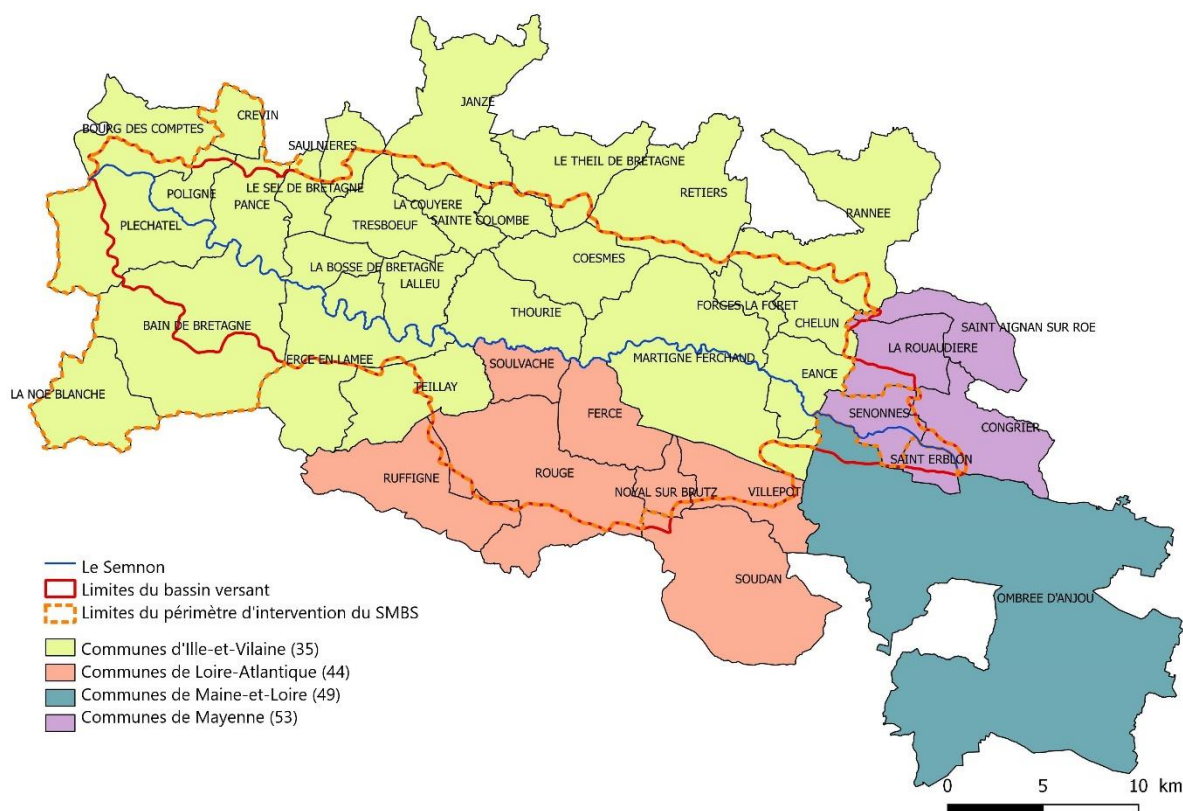 JANZE
CREVIN
BOURG DES COMPTES
SAULNIERES
LE THEIL DE BRETAGNE
RETIERS
POLIGNE
LE SEL DE BRETAGNE
PANCE
LA COUYERE
SAINTE COLOMBE
RANNEE
PLECHATEL
TRESBOEUF
COESMES
LA BOSSE DE BRETAGNE
LALLEU
THOURIE
FORGES LA FORET
CHELUN
SAINT AIGNAN SUR ROE
BAIN DE BRETAGNE
LA ROUAUDIERE
ERCE EN LAMEE
SOULVACHE
MARTIGNE FERCHAUD
EANCE
LA NOE BLANCHE
TEILLAY
FERCE
SENONNES
CONGRIER
SAINT ERBLON
RUFFIGNE
ROUGE
NOYAL SUR BRUTZ
VILLEPOT
SOUDAN
OMBREE D'ANJOU
Le Semnon
Limites du bassin versant
Limites du périmètre d'intervention du SMBS
Communes d'Ille-et-Vilaine (35)
Communes de Loire-Atlantique (44)
Communes de Maine-et-Loire (49)
Communes de Mayenne (53)
0 5 10 km